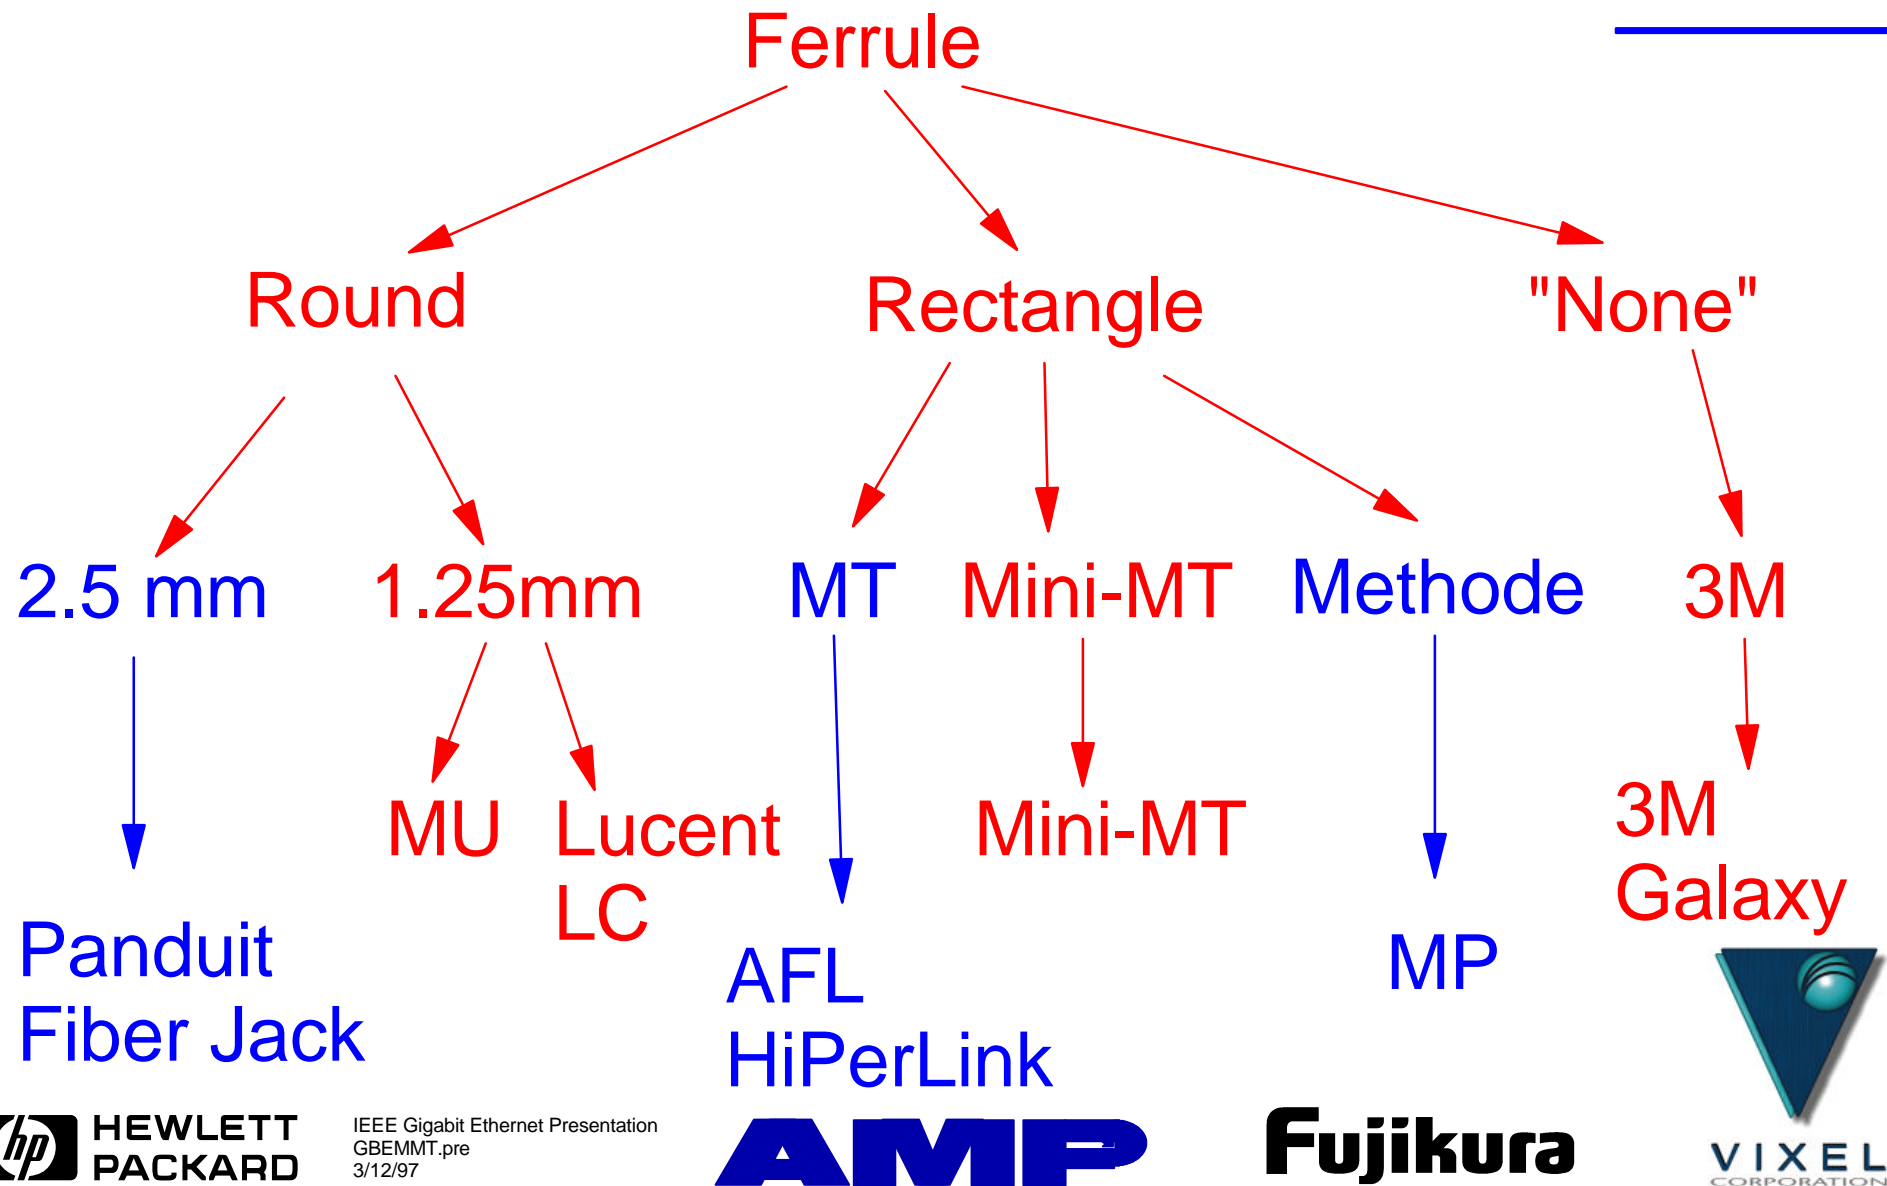 Ferrule
Round
Rectangle
"None"
2.5 mm
1.25mm
MT
Mini-MT
Methode
3M
MU
Lucent
LC
Mini-MT
3M
Galaxy
Panduit
Fiber Jack
AFL
HiPerLink
MP
hp
HEWLETT
PACKARD
IEEE Gigabit Ethernet Presentation
GBEMMT.pre
3/12/97
AMP
Fujikura
VIXEL
CORPORATION